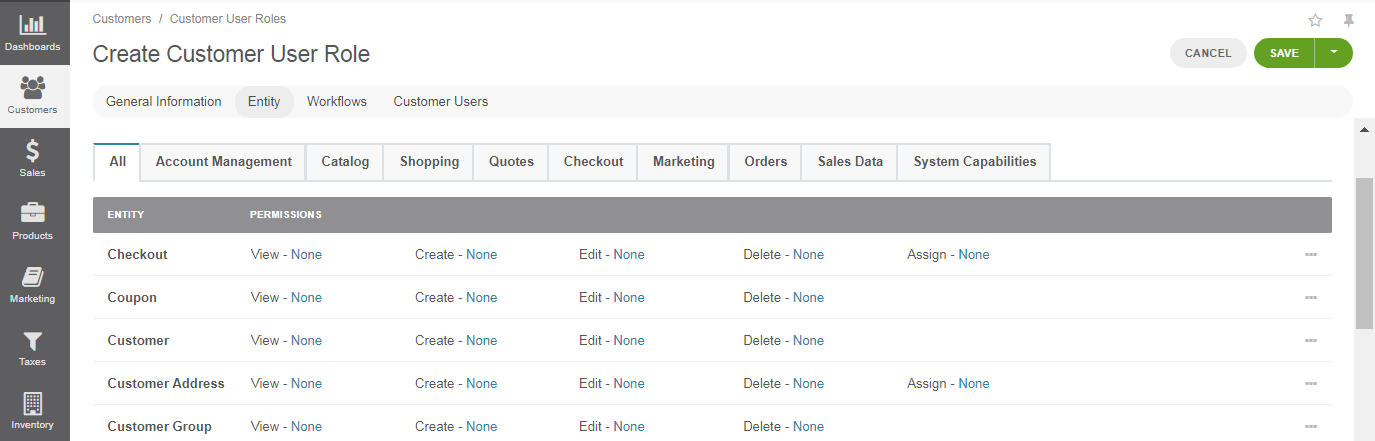 Dashboards
Customers
Sales
Products
Marketing
Taxes
Inventory
Customers / Customer User Roles
Create Customer User Role
CANCEL SAVE
General Information Entity Workflows Customer Users
All Account Management Catalog Shopping Quotes Checkout Marketing Orders Sales Data System Capabilities
ENTITY PERMISSIONS
Checkout View - None Create - None Edit - None Delete - None Assign - None
Coupon View - None Create - None Edit - None Delete - None
Customer View - None Create - None Edit - None Delete - None
Customer Address View - None Create - None Edit - None Delete - None Assign - None
Customer Group View - None Create - None Edit - None Delete - None